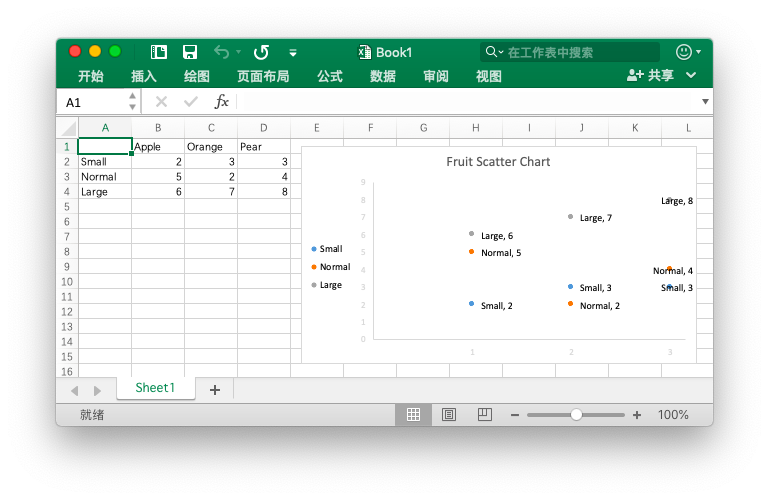 Book1
在工作表中搜索
开始 插入 绘图 页面布局 公式 数据 审阅 视图 共享
A1 fx
A B C D E F G H I J K L
1 Apple Orange Pear
2 Small 2 3 3
3 Normal 5 2 4
4 Large 6 7 8
5
6
7
8
9
10
11
12
13
14
15
16
Fruit Scatter Chart
9
8
7
6
5
4
3
2
1
0
1 2 3
Small
Normal
Large
Large, 8
Large, 7
Large, 6
Normal, 5
Normal, 4
Small, 3
Small, 3
Small, 2
Normal, 2
Sheet1 +
就绪
100%